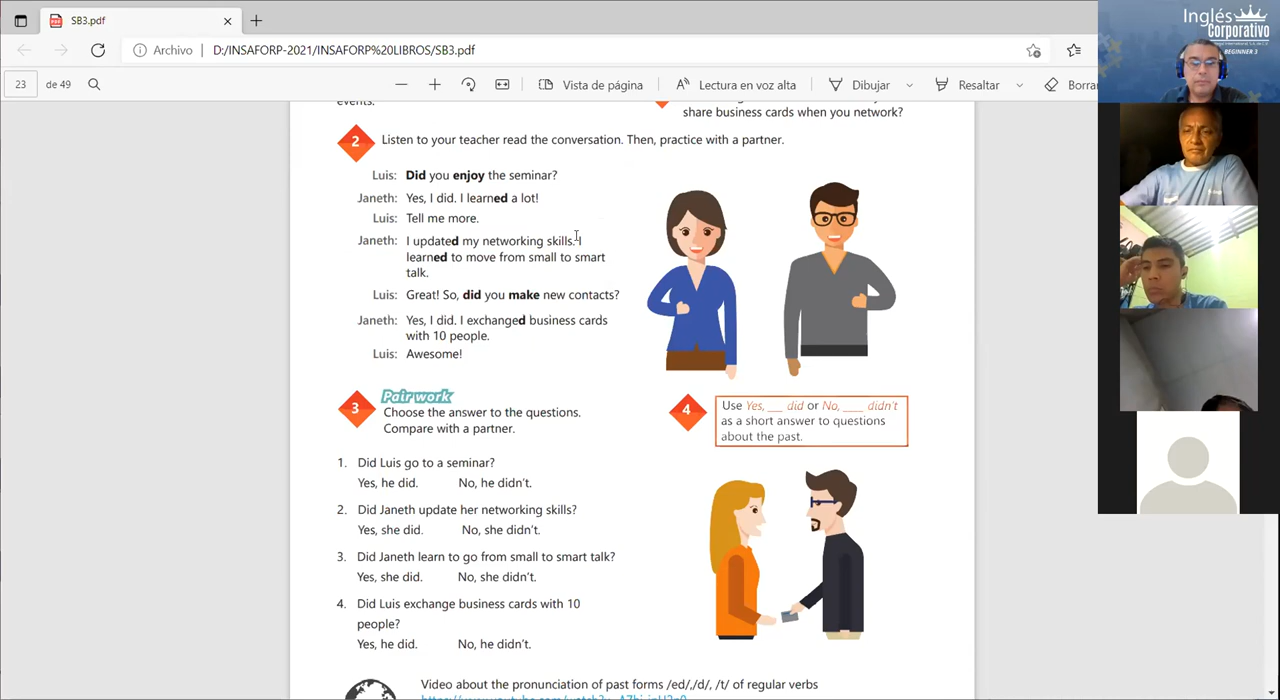 SB3.pdf
Archivo | D:/INSAFORP-2021/INSAFORP%20LIBROS/SB3.pdf
23 de 49
Vista de página
Lectura en voz alta
Dibujar
Resaltar
Borrar
Inglés
Corporativo
BEGINNER 3
events.
share business cards when you network?
2 Listen to your teacher read the conversation. Then, practice with a partner.
Luis: Did you enjoy the seminar?
Janeth: Yes, I did. I learned a lot!
Luis: Tell me more.
Janeth: I updated my networking skills. I
learned to move from small to smart
talk.
Luis: Great! So, did you make new contacts?
Janeth: Yes, I did. I exchanged business cards
with 10 people.
Luis: Awesome!
3 Pair work
Choose the answer to the questions.
Compare with a partner.
1. Did Luis go to a seminar?
Yes, he did. No, he didn't.
2. Did Janeth update her networking skills?
Yes, she did. No, she didn't.
3. Did Janeth learn to go from small to smart talk?
Yes, she did. No, she didn't.
4. Did Luis exchange business cards with 10
people?
Yes, he did. No, he didn't.
4 Use Yes, ___ did or No, ___ didn't
as a short answer to questions
about the past.
Video about the pronunciation of past forms /ed/,/d/, /t/ of regular verbs